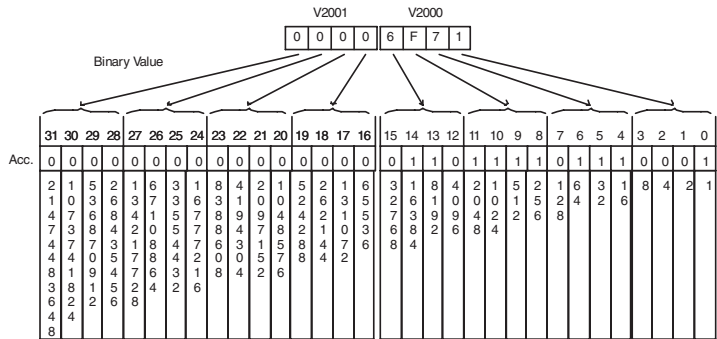 V2001 V2000
0 0 0 0 6 F 7 1
Binary Value
31 30 29 28 27 26 25 24 23 22 21 20 19 18 17 16 15 14 13 12 11 10 9 8 7 6 5 4 3 2 1 0
Acc. 0 0 0 0 0 0 0 0 0 0 0 0 0 0 0 0 0 1 1 0 1 1 1 1 0 1 1 1 0 0 0 1
21474483648 1073741824 536870912 268435456 134217728 67108864 33554432 16777216 8388608 4194304 2097152 1048576 524288 262144 131072 65536 32768 16384 8192 4096 2048 1024 512 256 128 64 32 16 8 4 2 1